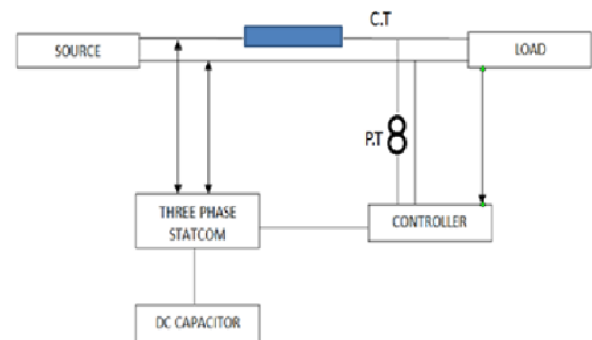 C.T
SOURCE
LOAD
P.T
THREE PHASE
STATCOM
CONTROLLER
DC CAPACITOR